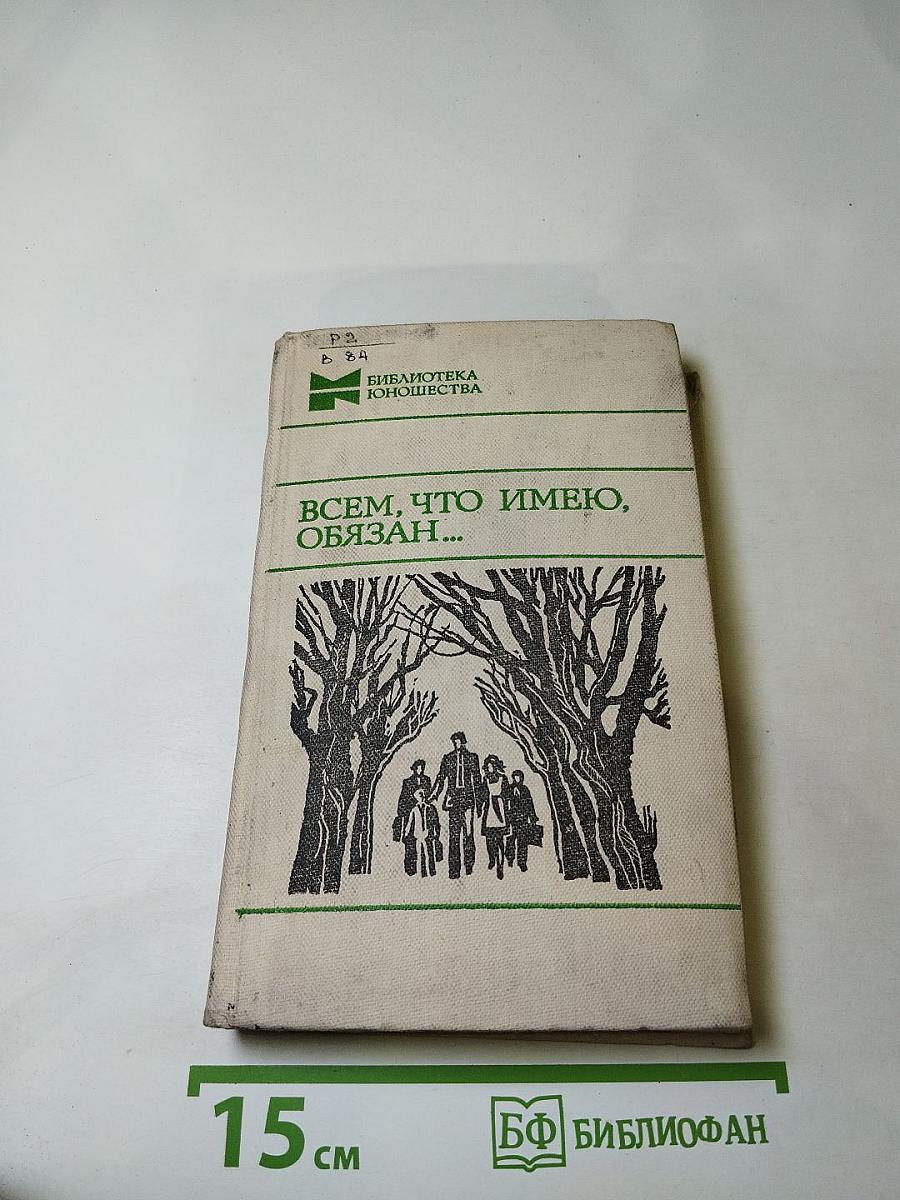 Р2
В 84
БИБЛИОТЕКА
ЮНОШЕСТВА
ВСЕМ, ЧТО ИМЕЮ,
ОБЯЗАН...
15 см
БФ БИБЛИОФАН